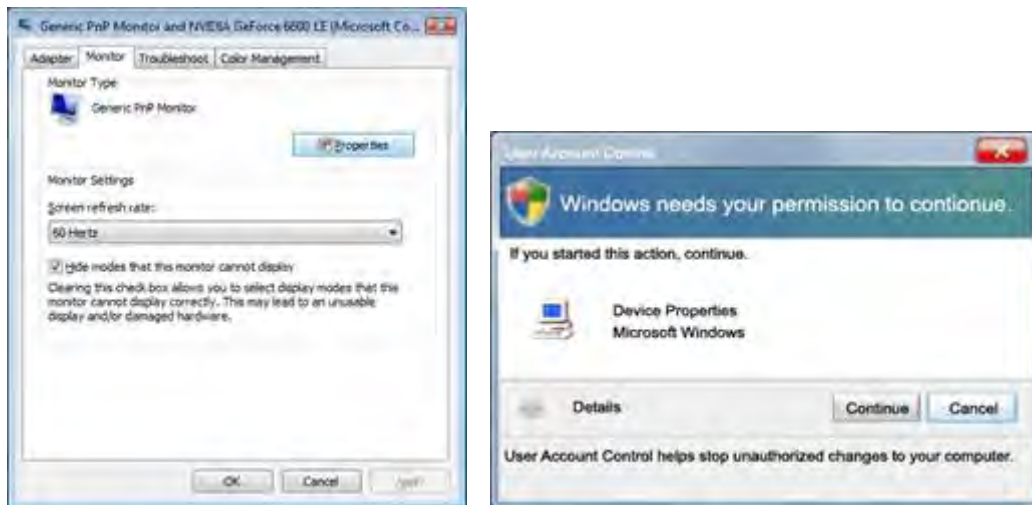 Generic PnP Monitor and NVIDIA GeForce 6600 LE (Microsoft Co...
Adapter Monitor Troubleshoot Color Management
Monitor Type
Generic PnP Monitor
Properties
Monitor Settings
Screen refresh rate:
60 Hertz
Hide modes that this monitor cannot display
Clearing this check box allows you to select display modes that this
monitor cannot display correctly. This may lead to an unusable
display and/or damaged hardware.
OK Cancel Apply
User Account Control
Windows needs your permission to contionue.
If you started this action, continue.
Device Properties
Microsoft Windows
Details Continue Cancel
User Account Control helps stop unauthorized changes to your computer.